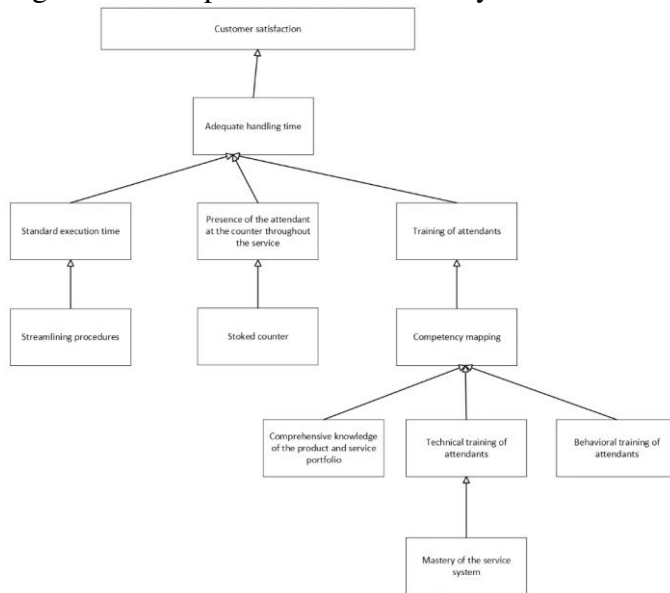 Customer satisfaction
Adequate handling time
Standard execution time
Presence of the attendant
at the counter throughout
the service
Training of attendants
Streamlining procedures
Stoked counter
Competency mapping
Comprehensive knowledge
of the product and service
portfolio
Technical training of
attendants
Behavioral training of
attendants
Mastery of the service
system